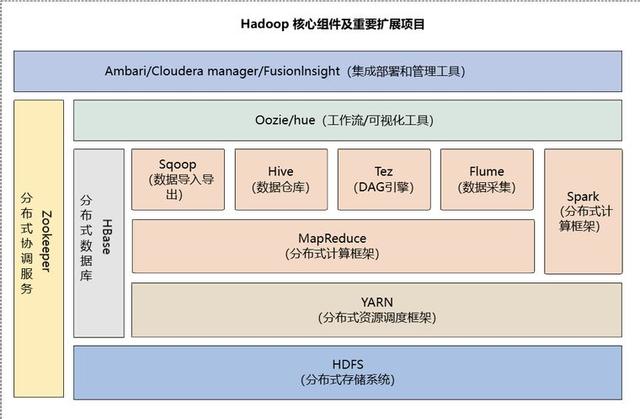 Hadoop 核心组件及重要扩展项目
Ambari/Cloudera manager/FusionInsight（集成部署和管理工具）
Zookeeper
分布式协调服务
Oozie/hue（工作流/可视化工具）
HBase
分布式数据库
Sqoop
(数据导入导
出)
Hive
(数据仓库)
Tez
(DAG引擎)
Flume
(数据采集)
Spark
(分布式计
算框架)
MapReduce
(分布式计算框架)
YARN
(分布式资源调度框架)
HDFS
(分布式存储系统)